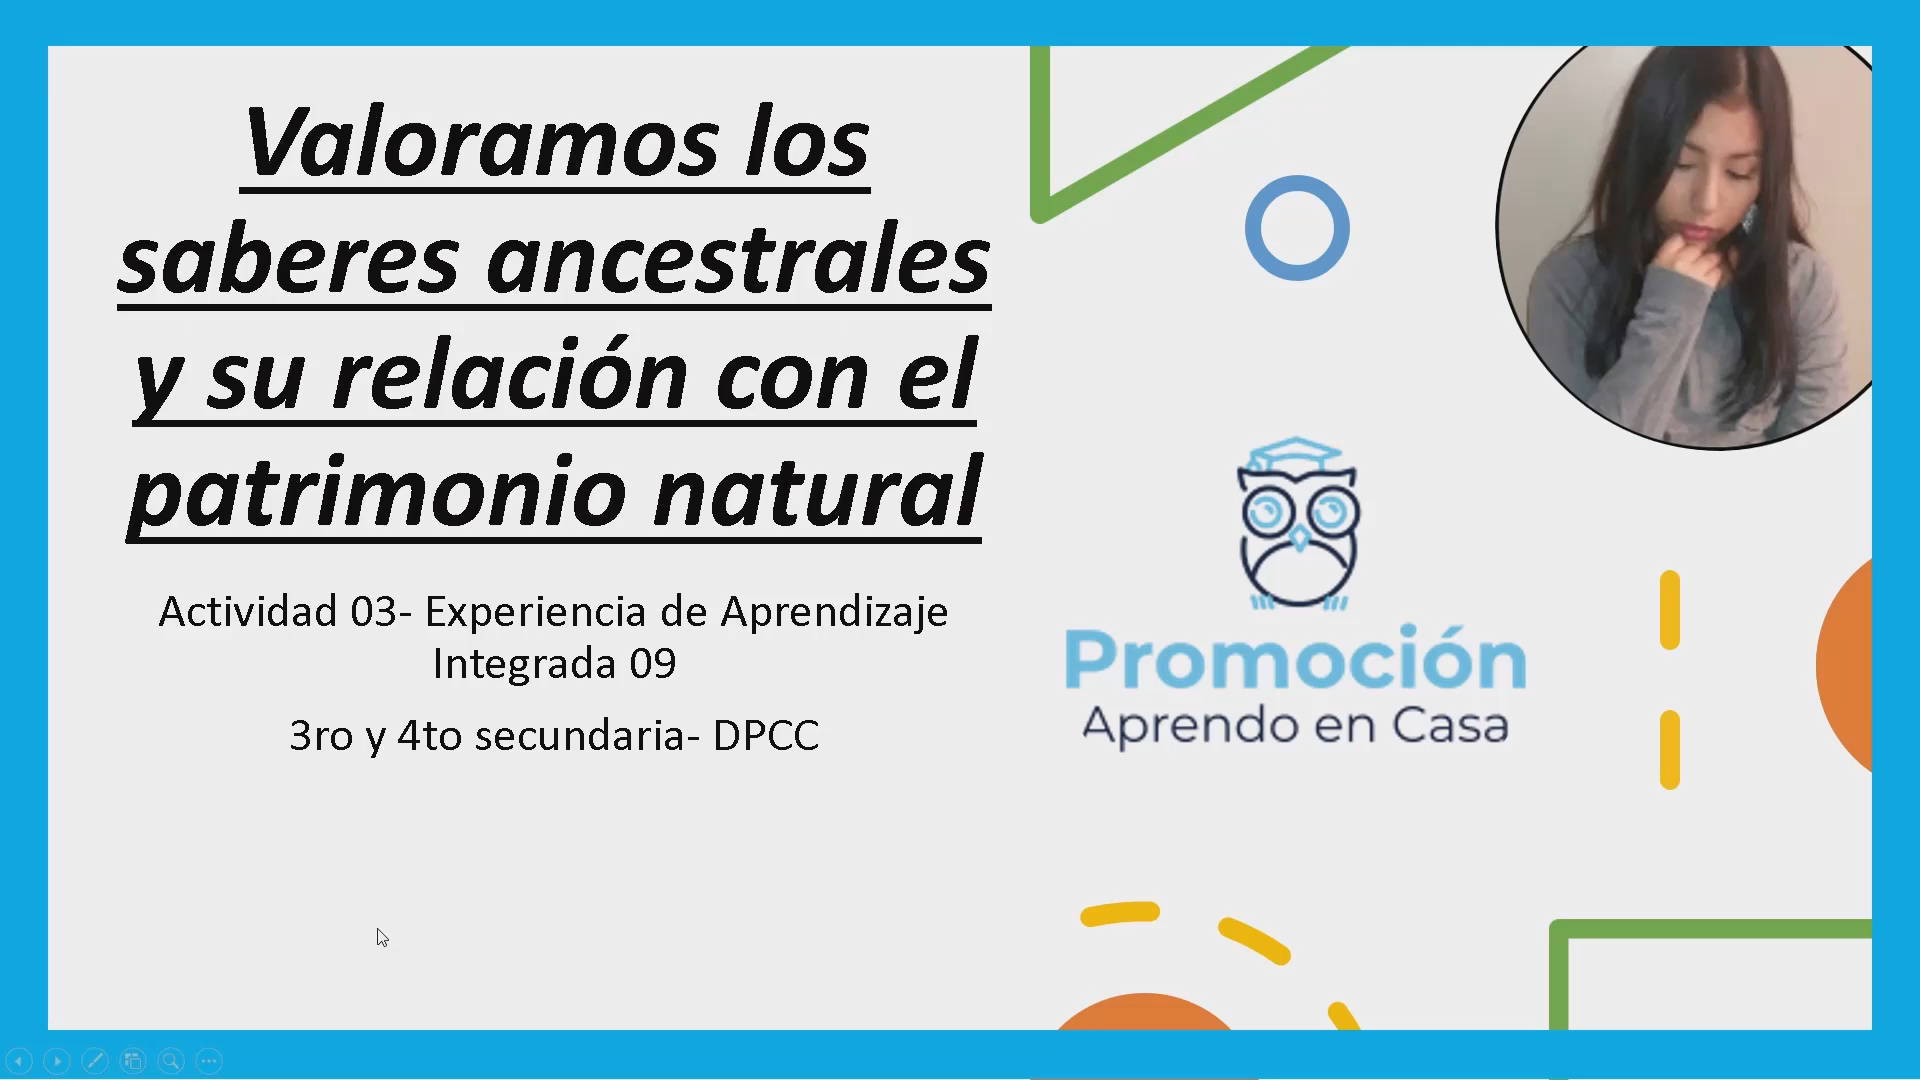 Valoramos los
saberes ancestrales
y su relación con el
patrimonio natural
Actividad 03- Experiencia de Aprendizaje
Integrada 09
3ro y 4to secundaria- DPCC
Promoción
Aprendo en Casa